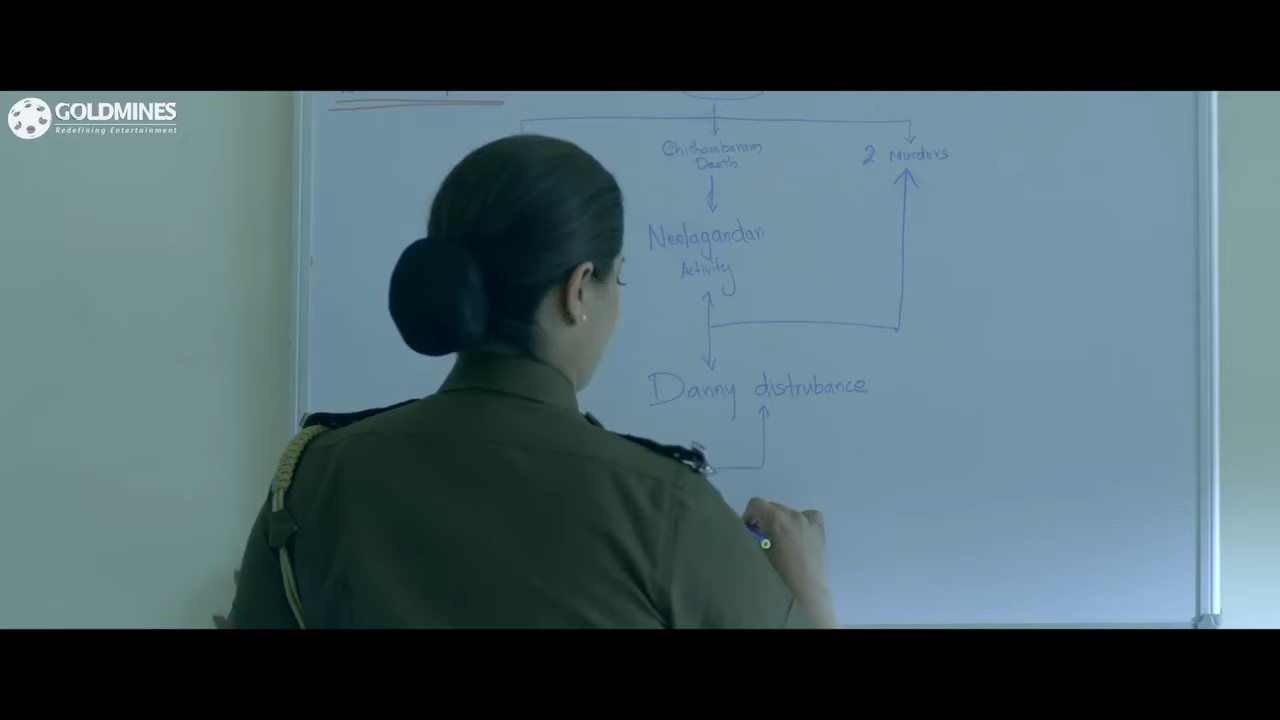 GOLDMINES
Redefining Entertainment
Chithambaram
Death
2 Murders
Neelagandan
Activity
Danny distrubance